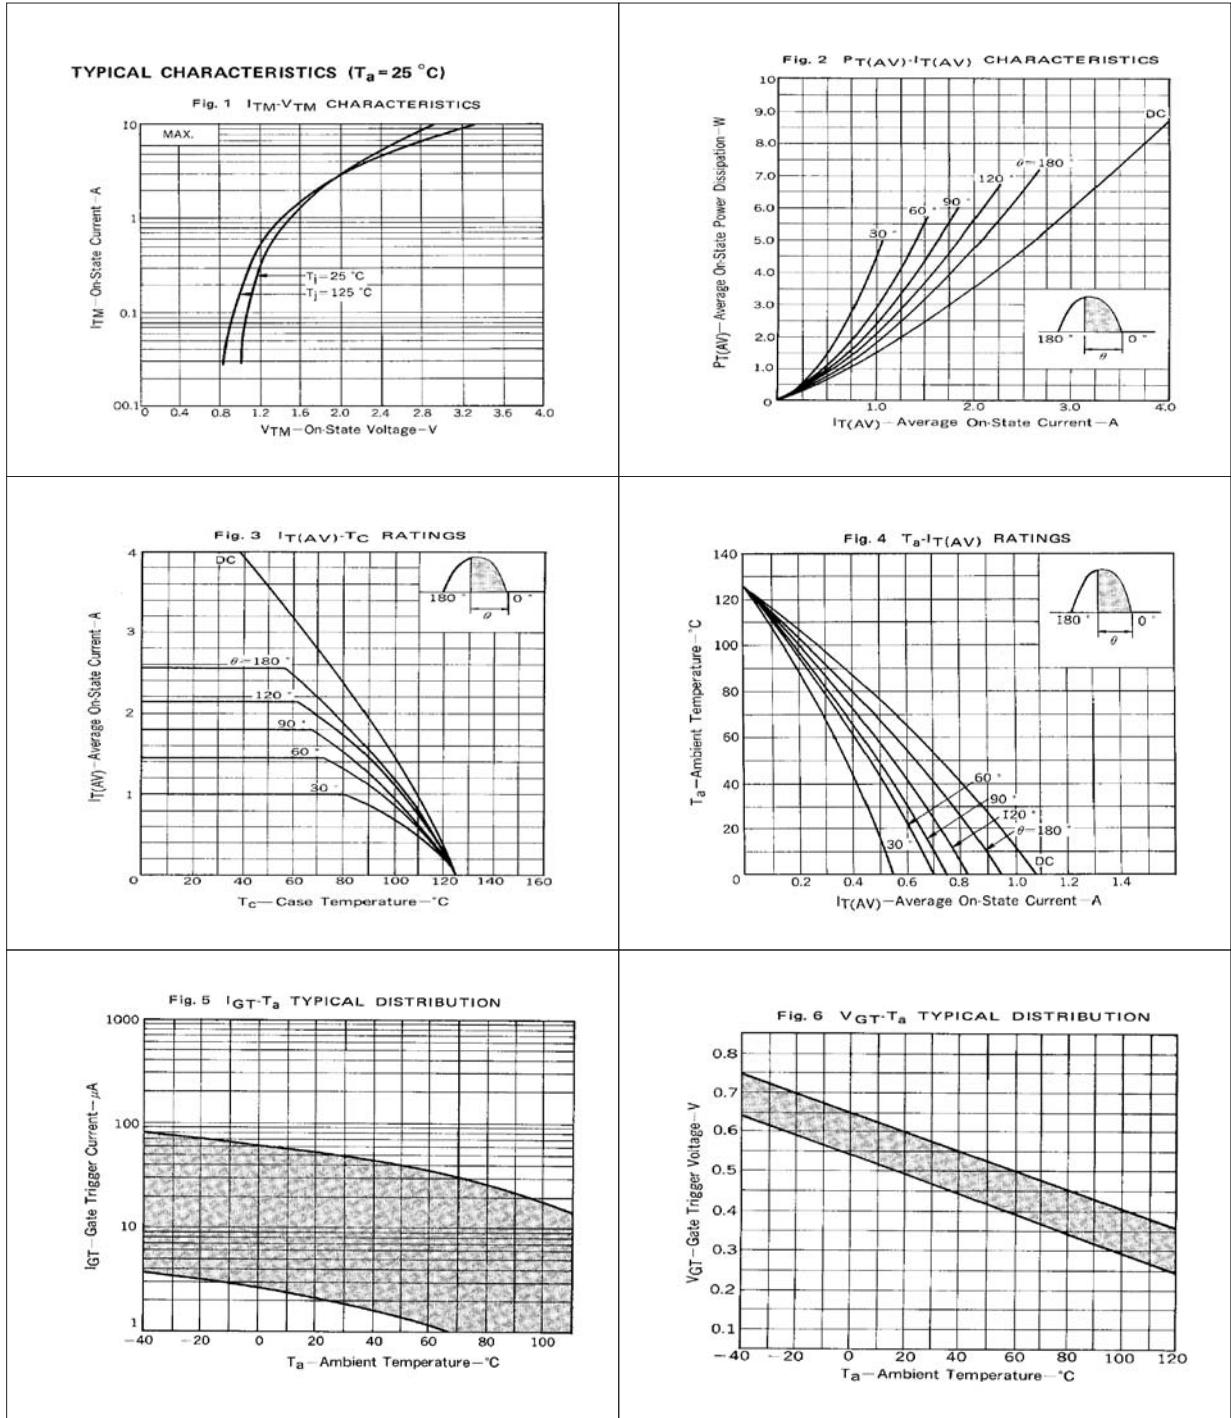 TYPICAL CHARACTERISTICS (Ta=25 °C)
Fig. 1 ITM-VTM CHARACTERISTICS
MAX.
10
1
0.1
00.1
ITM—On-State Current—A
Tj=25 °C
Tj=125 °C
0 0.4 0.8 1.2 1.6 2.0 2.4 2.8 3.2 3.6 4.0
VTM—On-State Voltage—V
Fig. 2 PT(AV)-IT(AV) CHARACTERISTICS
10
9.0
8.0
7.0
6.0
5.0
4.0
3.0
2.0
1.0
0
PT(AV)—Average On-State Power Dissipation—W
DC
θ=180°
120°
90°
60°
30°
180° 0°
θ
1.0 2.0 3.0 4.0
IT(AV)—Average On-State Current—A
Fig. 3 IT(AV)-TC RATINGS
4
3
2
1
IT(AV)—Average On-State Current—A
DC
θ=180°
120°
90°
60°
30°
180° 0°
θ
0 20 40 60 80 100 120 140 160
TC—Case Temperature—°C
Fig. 4 Ta-IT(AV) RATINGS
140
120
100
80
60
40
20
0
Ta—Ambient Temperature—°C
180° 0°
θ
60°
90°
120°
θ=180°
30°
DC
0.2 0.4 0.6 0.8 1.0 1.2 1.4
IT(AV)—Average On-State Current—A
Fig. 5 IGT-Ta TYPICAL DISTRIBUTION
1000
100
10
1
IGT—Gate Trigger Current—μA
−40 −20 0 20 40 60 80 100
Ta—Ambient Temperature—°C
Fig. 6 VGT-Ta TYPICAL DISTRIBUTION
0.8
0.7
0.6
0.5
0.4
0.3
0.2
0.1
VGT—Gate Trigger Voltage—V
−40 −20 0 20 40 60 80 100 120
Ta—Ambient Temperature—°C